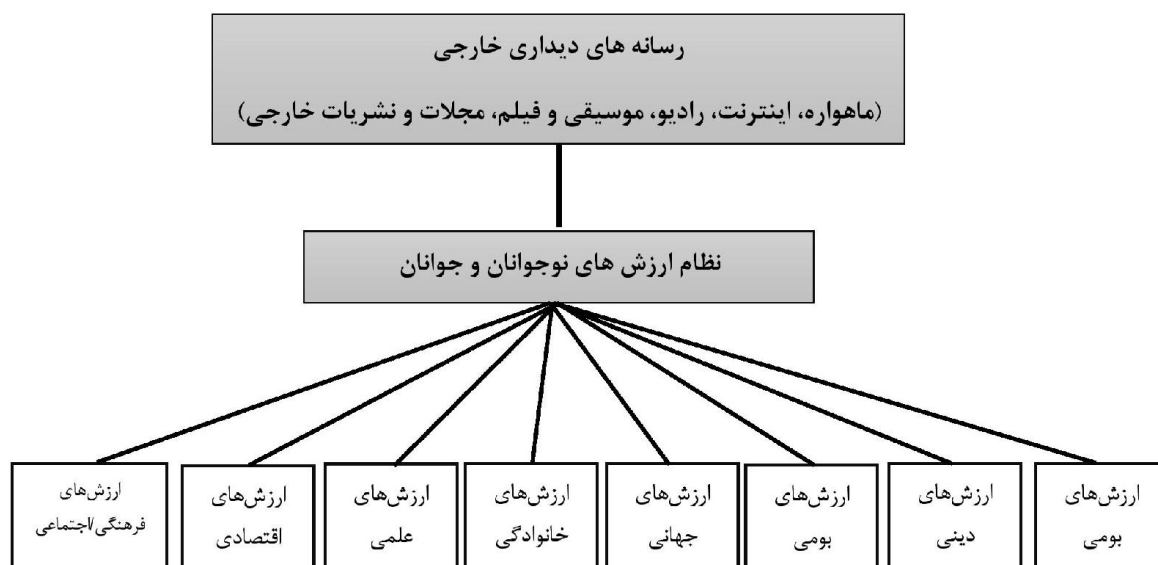 رسانه های دیداری خارجی
(ماهواره، اینترنت، رادیو، موسیقی و فیلم، مجلات و نشریات خارجی)
نظام ارزش های نوجوانان و جوانان
ارزش‌های
بومی
ارزش‌های
دینی
ارزش‌های
بومی
ارزش‌های
جهانی
ارزش‌های
خانوادگی
ارزش‌های
علمی
ارزش‌های
اقتصادی
ارزش‌های
فرهنگی/اجتماعی